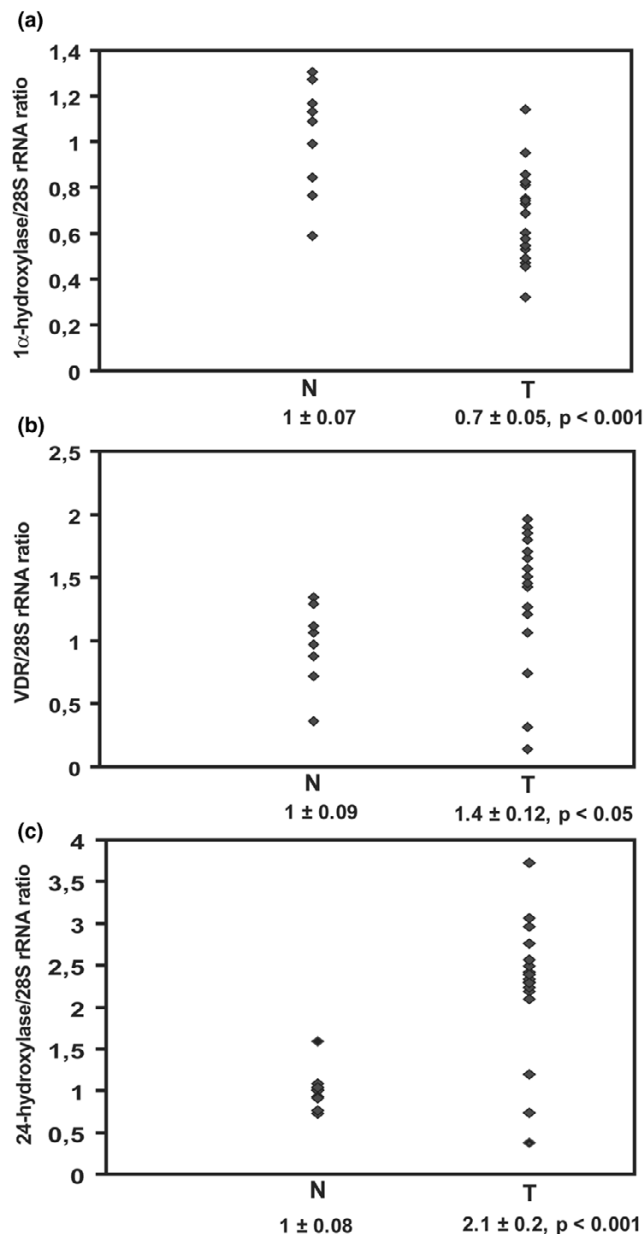 (a)
1α-hydroxylase/28S rRNA ratio
1,4
1,2
1
0,8
0,6
0,4
0,2
0
N
T
1 ± 0.07
0.7 ± 0.05, p < 0.001
(b)
VDR/28S rRNA ratio
2,5
2
1,5
1
0,5
0
N
T
1 ± 0.09
1.4 ± 0.12, p < 0.05
(c)
24-hydroxylase/28S rRNA ratio
4
3,5
3
2,5
2
1,5
1
0,5
0
N
T
1 ± 0.08
2.1 ± 0.2, p < 0.001